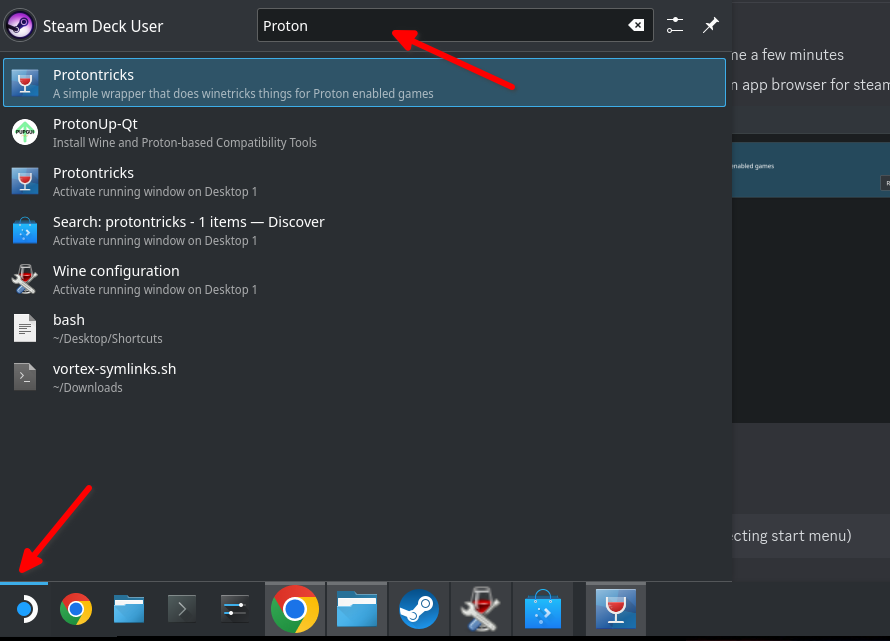 Steam Deck User
Proton
me a few minutes
app browser for steam
Protontricks
A simple wrapper that does winetricks things for Proton enabled games
ProtonUp-Qt
Install Wine and Proton-based Compatibility Tools
enabled games
Protontricks
Activate running window on Desktop 1
Search: protontricks - 1 items — Discover
Activate running window on Desktop 1
Wine configuration
Activate running window on Desktop 1
bash
~/Desktop/Shortcuts
vortex-symlinks.sh
~/Downloads
ecting start menu)